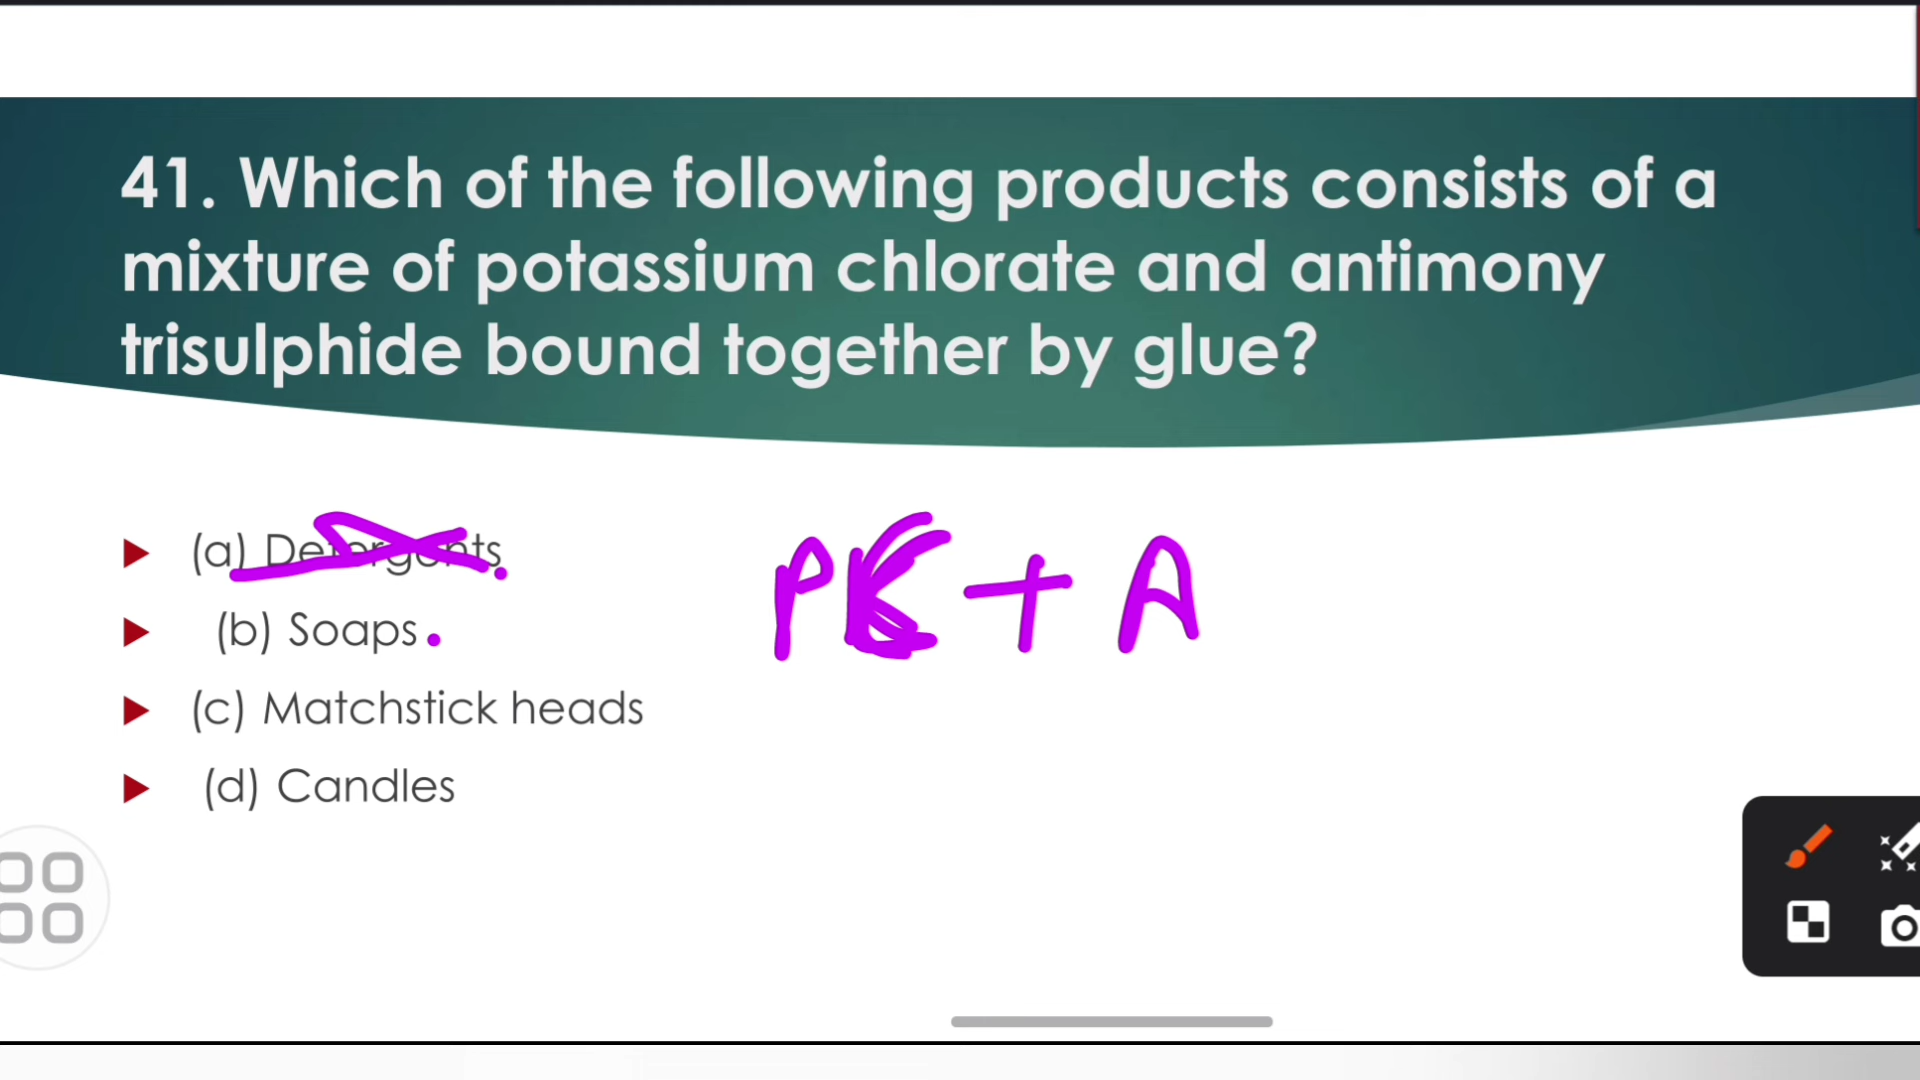 41. Which of the following products consists of a
mixture of potassium chlorate and antimony
trisulphide bound together by glue?
(a) Detergents
(b) Soaps
(c) Matchstick heads
(d) Candles
+ A